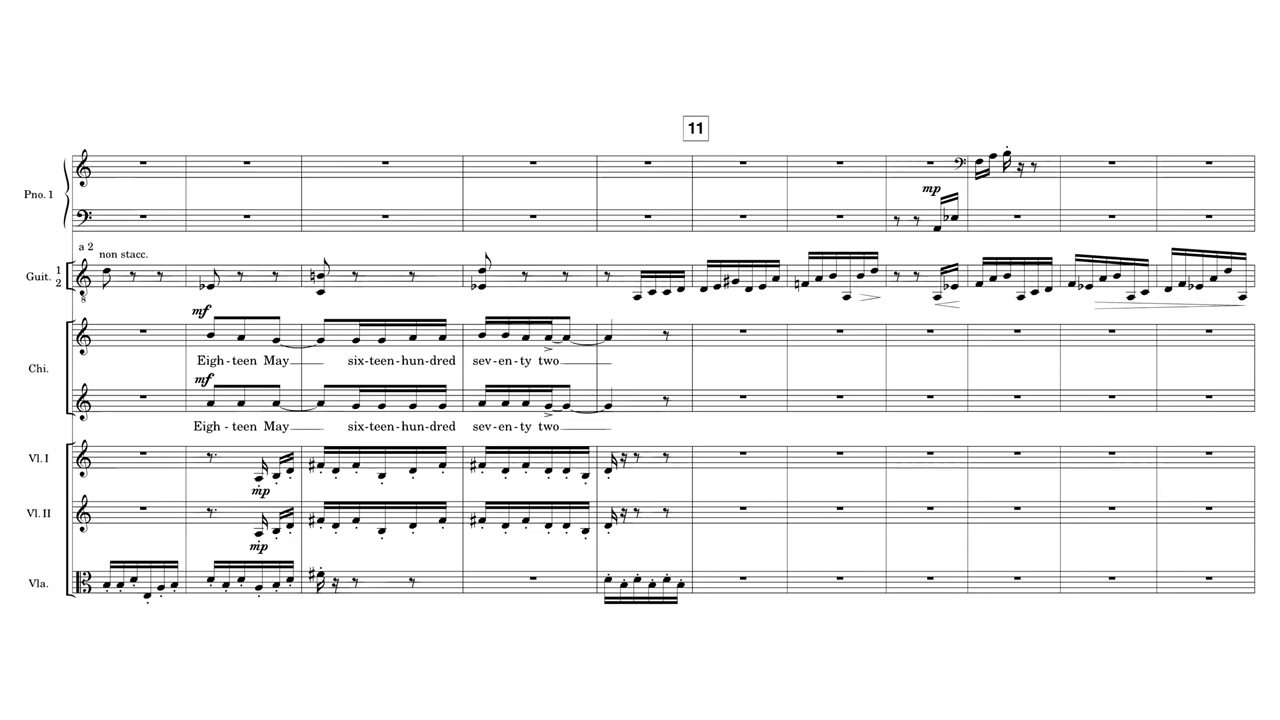 11
Pno. 1
mp
a 2
non stacc.
Guit. 1
2
mf
Chi.
Eigh - teen May six-teen-hun-dred sev-en-ty two
mf
Eigh - teen May six-teen-hun-dred sev-en-ty two
Vl. I
mp
Vl. II
mp
Vla.